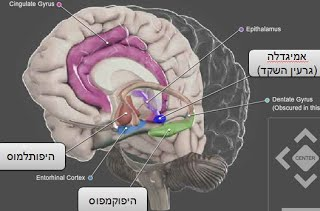 Cingulate Gyrus
Epithalamus
אמיגדלה
(גרעין השקד)
Dentate Gyrus
(Obscured in this
היפותלמוס
Entorhinal Cortex
היפוקמפוס
CENTER